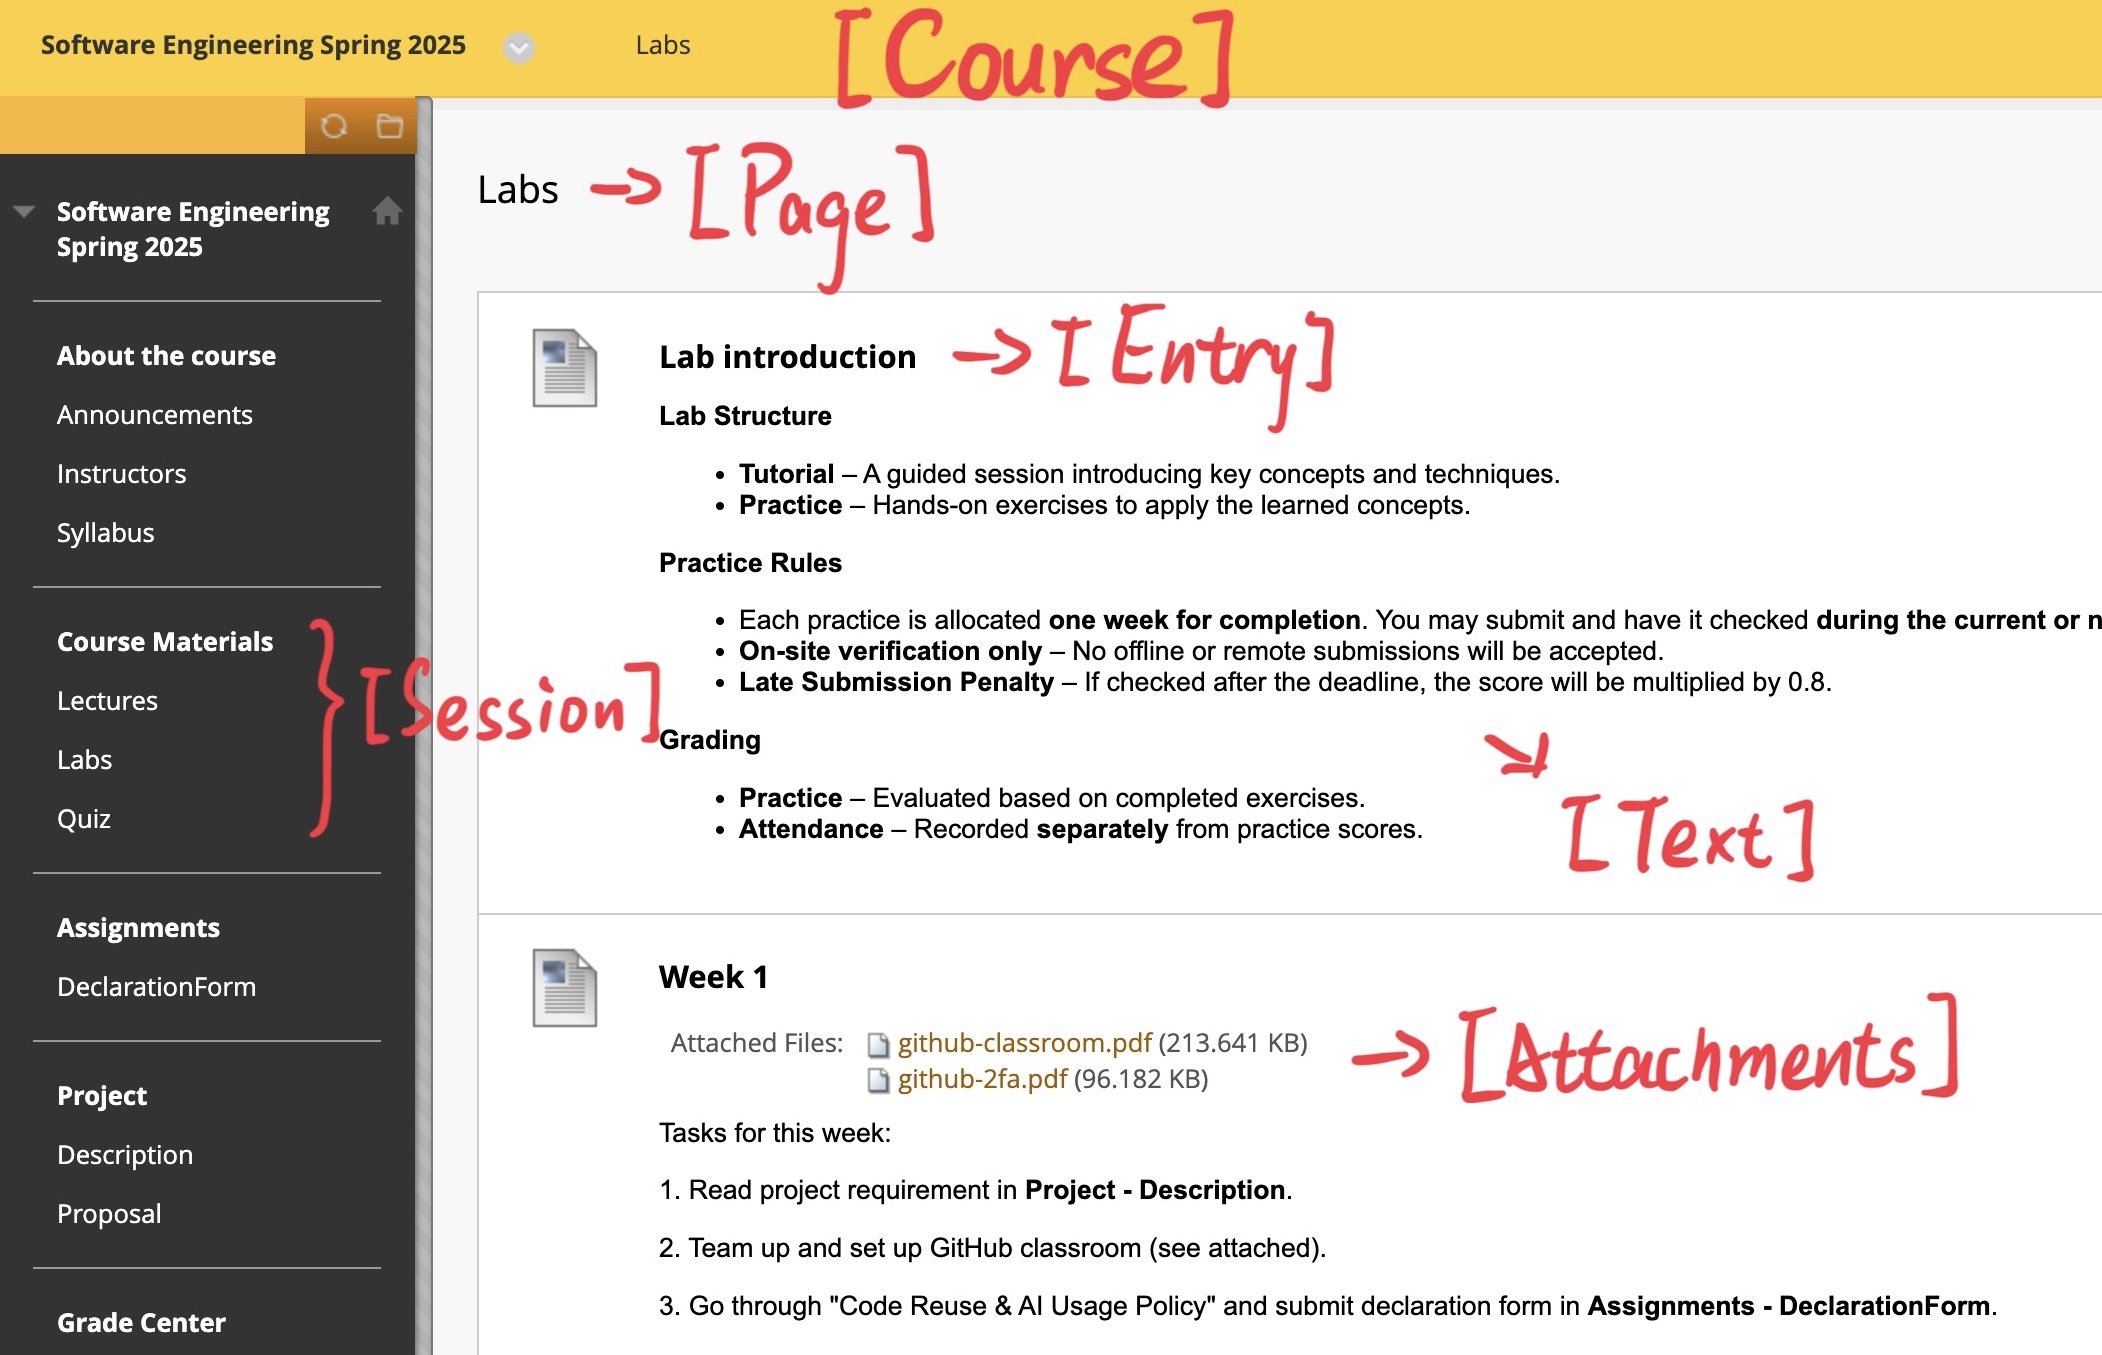 Software Engineering Spring 2025 Labs [Course]
Software Engineering
Spring 2025
About the course
Announcements
Instructors
Syllabus
Course Materials
Lectures
Labs
Quiz
[Session]
Assignments
DeclarationForm
Project
Description
Proposal
Grade Center
Labs → [Page]
Lab introduction → [Entry]
Lab Structure
• Tutorial – A guided session introducing key concepts and techniques.
• Practice – Hands-on exercises to apply the learned concepts.
Practice Rules
• Each practice is allocated one week for completion. You may submit and have it checked during the current or
• On-site verification only – No offline or remote submissions will be accepted.
• Late Submission Penalty – If checked after the deadline, the score will be multiplied by 0.8.
Grading
• Practice – Evaluated based on completed exercises.
• Attendance – Recorded separately from practice scores.
[Text]
Week 1
Attached Files: github-classroom.pdf (213.641 KB)
github-2fa.pdf (96.182 KB)
→ [Attachments]
Tasks for this week:
1. Read project requirement in Project - Description.
2. Team up and set up GitHub classroom (see attached).
3. Go through "Code Reuse & AI Usage Policy" and submit declaration form in Assignments - DeclarationForm.